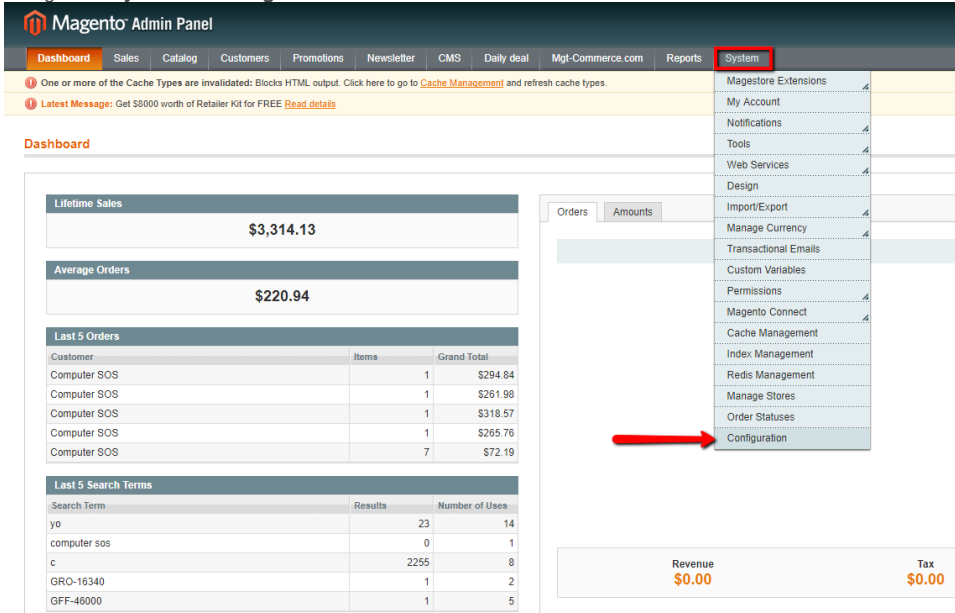 Magento Admin Panel
Dashboard Sales Catalog Customers Promotions Newsletter CMS Daily deal Mgt-Commerce.com Reports System
One or more of the Cache Types are invalidated: Blocks HTML output. Click here to go to Cache Management and refresh cache types.
Latest Message: Get $8000 worth of Retailer Kit for FREE Read details
Magestore Extensions
My Account
Notifications
Tools
Web Services
Design
Import/Export
Manage Currency
Transactional Emails
Custom Variables
Permissions
Magento Connect
Cache Management
Index Management
Redis Management
Manage Stores
Order Statuses
Configuration
Dashboard
Lifetime Sales
$3,314.13
Average Orders
$220.94
Last 5 Orders
Customer Items Grand Total
Computer SOS 1 $294.84
Computer SOS 1 $261.98
Computer SOS 1 $318.57
Computer SOS 1 $265.76
Computer SOS 7 $72.19
Last 5 Search Terms
Search Term Results Number of Uses
yo 23 14
computer sos 0 1
c 2255 8
GRO-16340 1 2
GFF-46000 1 5
Orders Amounts
Revenue Tax
$0.00 $0.00